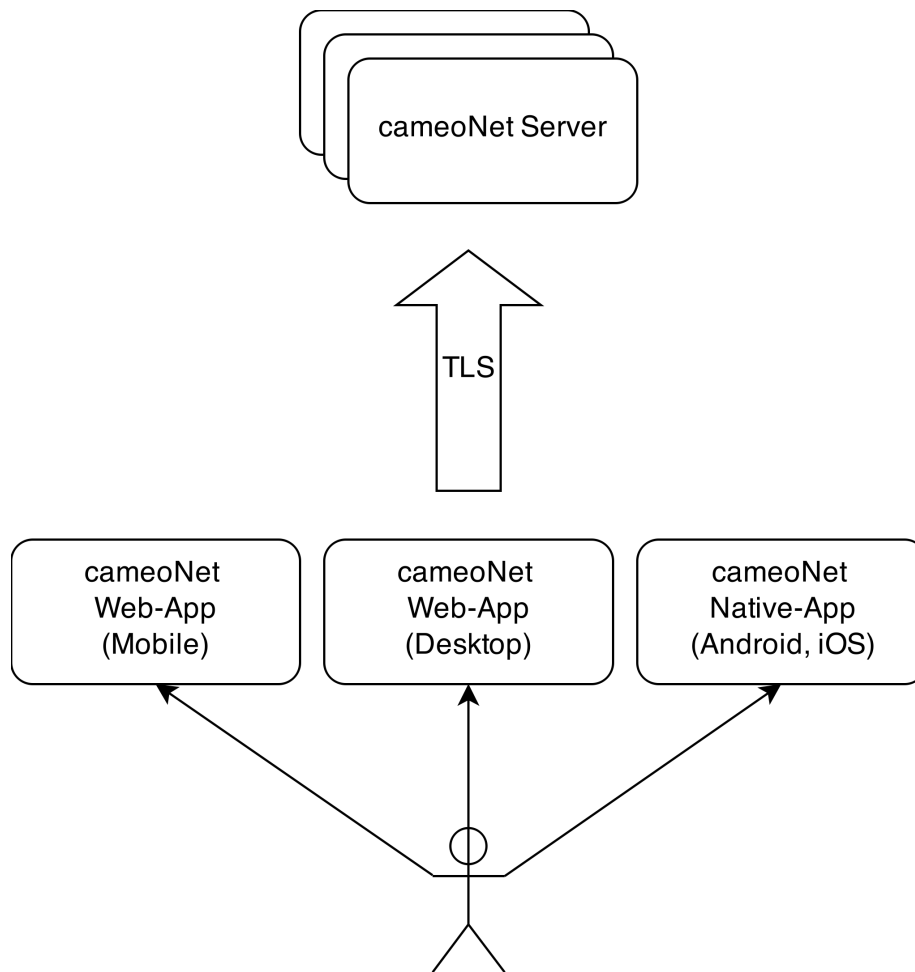 cameoNet Server
TLS
cameoNet
Web-App
(Mobile)
cameoNet
Web-App
(Desktop)
cameoNet
Native-App
(Android, iOS)